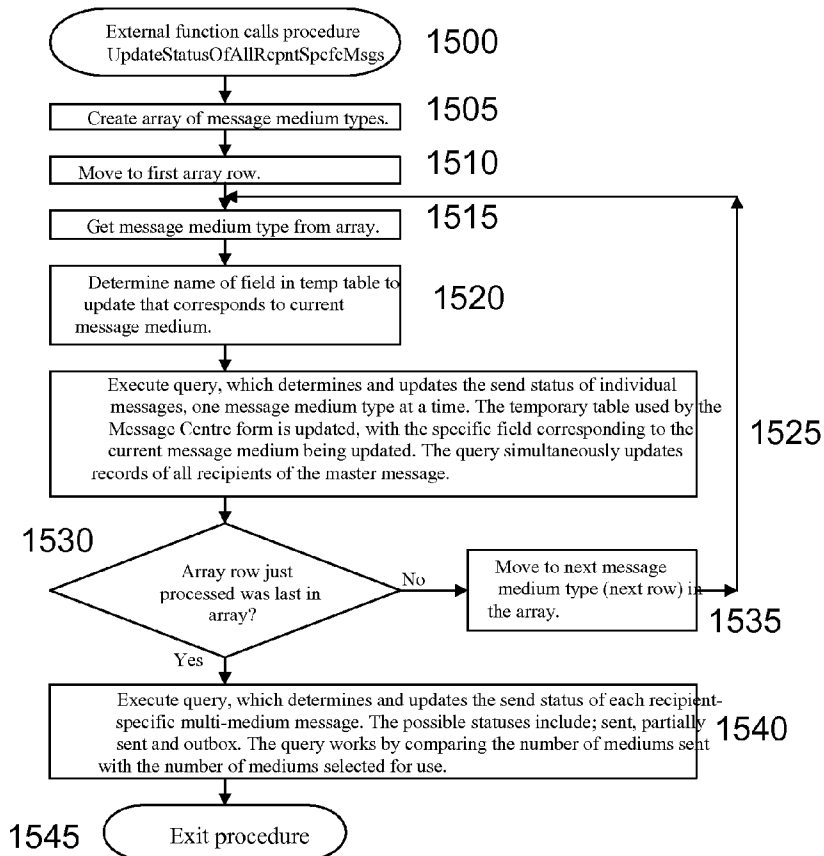 External function calls procedure
UpdateStatusOfAllRcpntSpcfcMsgs
1500
Create array of message medium types.
1505
Move to first array row.
1510
Get message medium type from array.
1515
Determine name of field in temp table to
update that corresponds to current
message medium.
1520
Execute query, which determines and updates the send status of individual
messages, one message medium type at a time. The temporary table used by the
Message Centre form is updated, with the specific field corresponding to the
current message medium being updated. The query simultaneously updates
records of all recipients of the master message.
1525
1530
Array row just
processed was last in
array?
No
Move to next message
medium type (next row) in
the array.
1535
Yes
Execute query, which determines and updates the send status of each recipient-
specific multi-medium message. The possible statuses include; sent, partially
sent and outbox. The query works by comparing the number of mediums sent
with the number of mediums selected for use.
1540
1545
Exit procedure